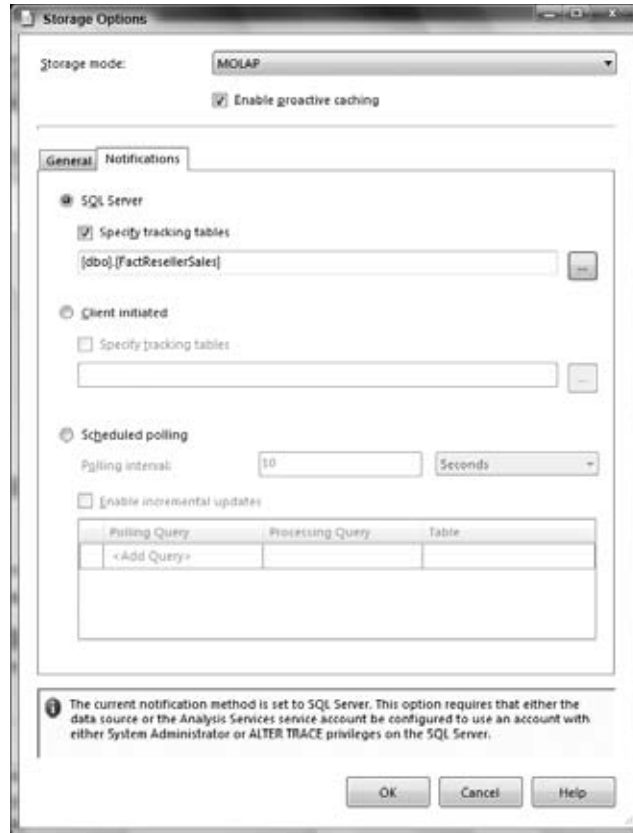 Storage Options
Storage mode: MOLAP
Enable proactive caching
General Notifications
SQL Server
Specify tracking tables
[dbo].[FactResellerSales]
...
Client initiated
Specify tracking tables
...
Scheduled polling
Polling interval: 10 Seconds
Enable incremental updates
Polling Query Processing Query Table
<Add Query>
The current notification method is set to SQL Server. This option requires that either the
data source or the Analysis Services service account be configured to use an account with
either System Administrator or ALTER TRACE privileges on the SQL Server.
OK Cancel Help